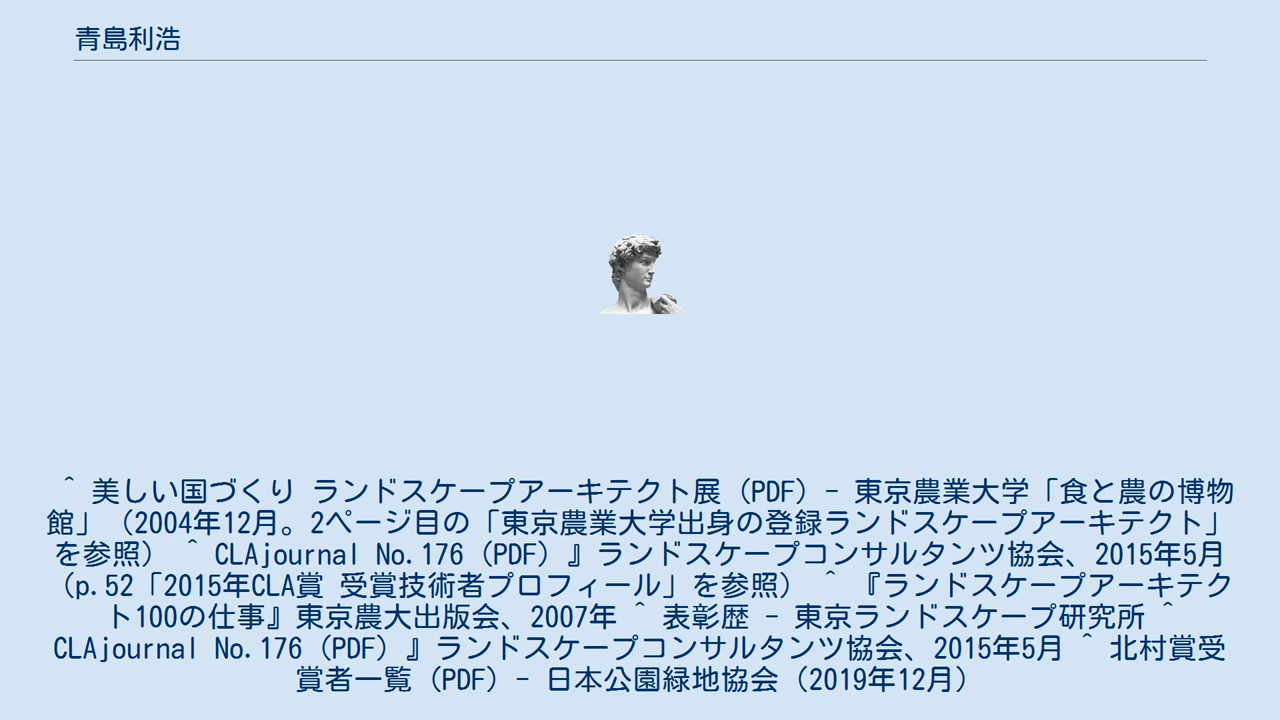 青島利浩
^ 美しい国づくり ランドスケープアーキテクト展（PDF）- 東京農業大学「食と農の博物
館」（2004年12月。2ページ目の「東京農業大学出身の登録ランドスケープアーキテクト」
を参照） ^ CLAjournal No.176（PDF）』ランドスケープコンサルタンツ協会、2015年5月
（p.52「2015年CLA賞 受賞技術者プロフィール」を参照） ^ 『ランドスケープアーキテク
ト100の仕事』東京農大出版会、2007年 ^ 表彰歴 - 東京ランドスケープ研究所 ^
CLAjournal No.176（PDF）』ランドスケープコンサルタンツ協会、2015年5月 ^ 北村賞受
賞者一覧（PDF）- 日本公園緑地協会（2019年12月）